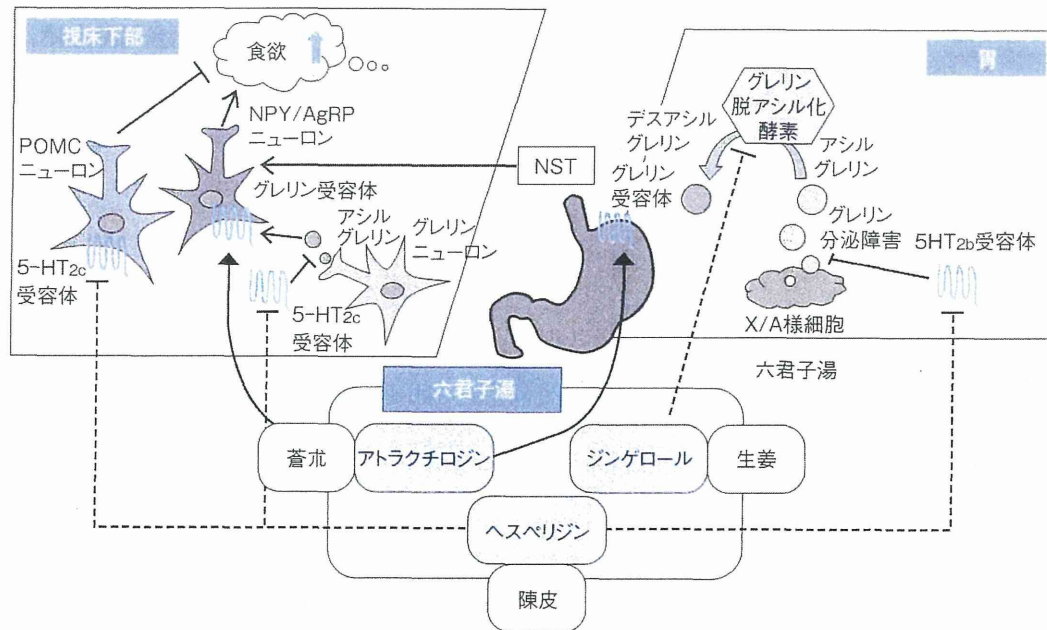 視床下部
食欲
NPY/AgRP
ニューロン
POMC
ニューロン
グレリン受容体
アシル
グレリン
グレリン
ニューロン
5-HT2c
受容体
5-HT2c
受容体
胃
グレリン
脱アシル化
酵素
デスアシル
グレリン
グレリン
受容体
アシル
グレリン
NST
グレリン
分泌障害
5HT2b受容体
X/A様細胞
六君子湯
六君子湯
蒼朮
アトラクチロジン
ジンゲロール
生姜
ヘスペリジン
陳皮